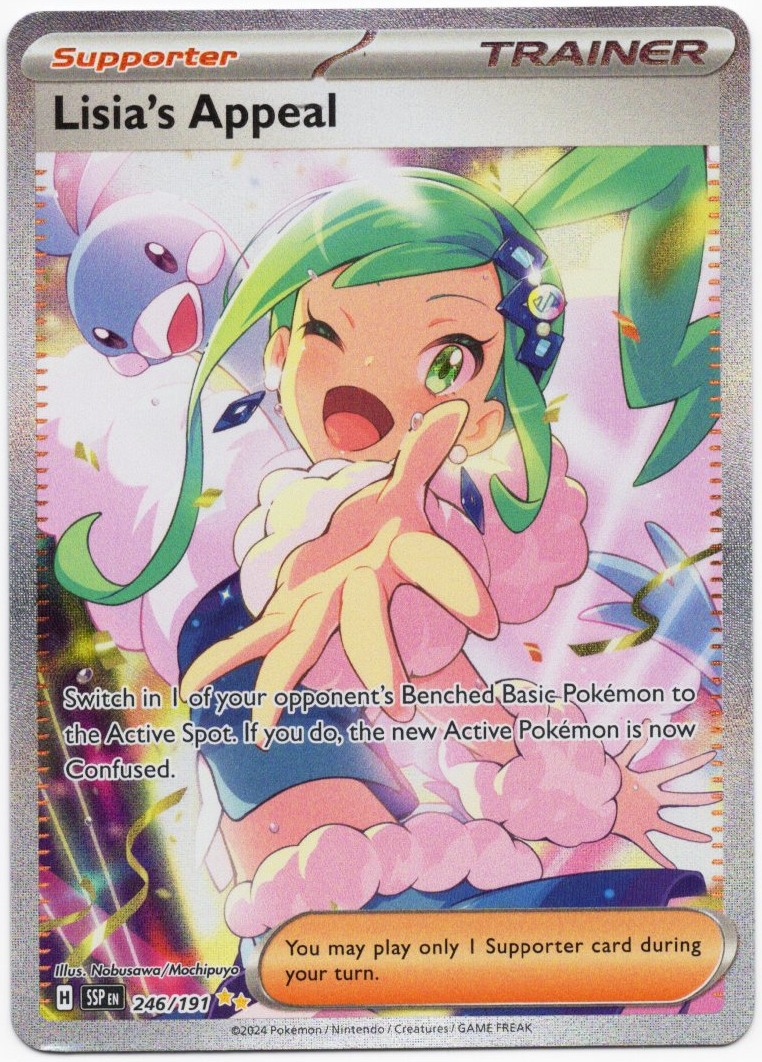 Supporter
TRAINER
Lisia's Appeal
Switch in 1 of your opponent's Benched Basic Pokémon to
the Active Spot. If you do, the new Active Pokémon is now
Confused.
You may play only 1 Supporter card during
your turn.
Illus. Nobusawa/Mochipuyo
H SSP EN 246/191
©2024 Pokémon / Nintendo / Creatures / GAME FREAK